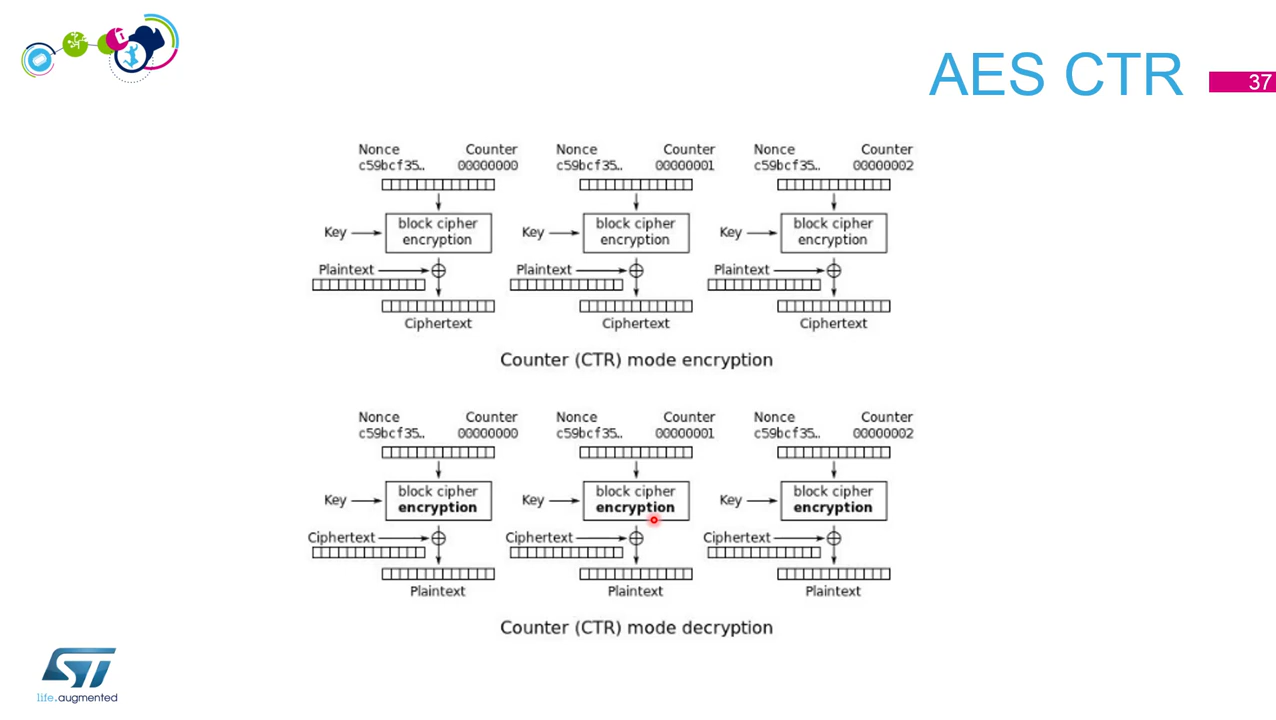 AES CTR
37
Nonce Counter Nonce Counter Nonce Counter
c59bcf35.. 00000000 c59bcf35.. 00000001 c59bcf35.. 00000002
Key block cipher encryption Key block cipher encryption Key block cipher encryption
Plaintext Plaintext Plaintext
Ciphertext Ciphertext Ciphertext
Counter (CTR) mode encryption
Nonce Counter Nonce Counter Nonce Counter
c59bcf35.. 00000000 c59bcf35.. 00000001 c59bcf35.. 00000002
Key block cipher encryption Key block cipher encryption Key block cipher encryption
Ciphertext Ciphertext Ciphertext
Plaintext Plaintext Plaintext
Counter (CTR) mode decryption
ST
life.augmented